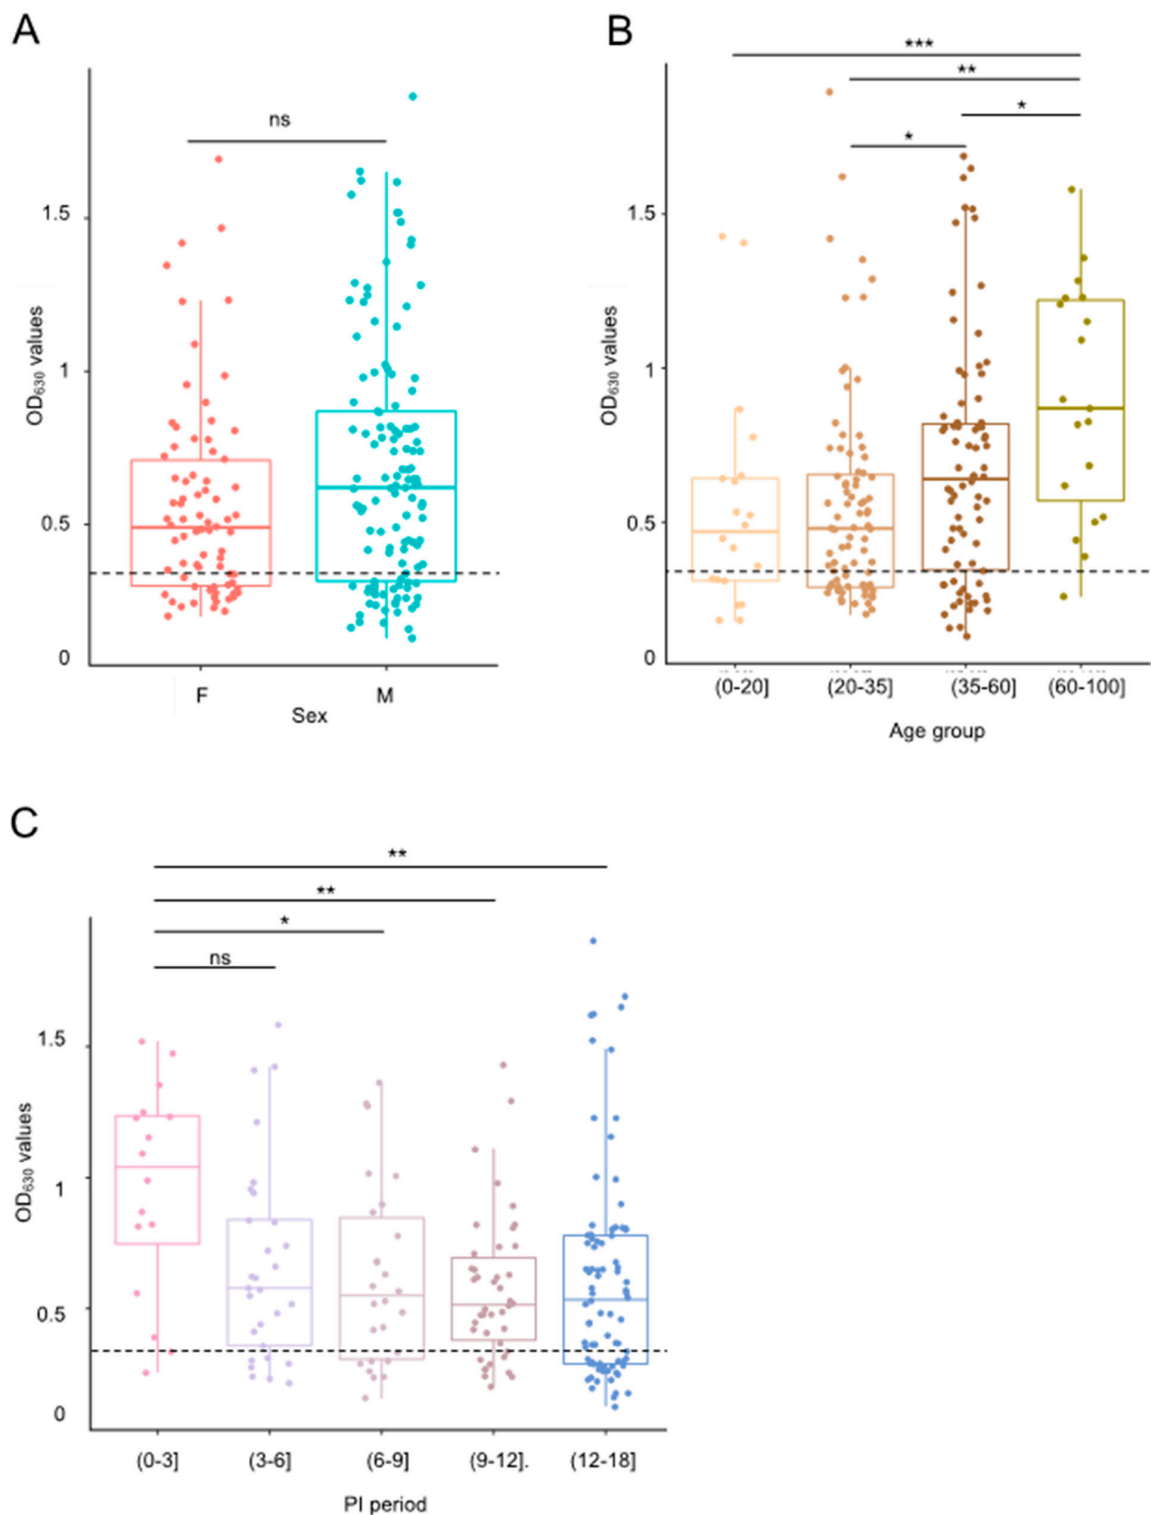 A
ns
1.5
1
0.5
0
OD630 values
F
M
Sex
B
***
**
*
*
1.5
1
0.5
0
OD630 values
(0-20]
(20-35]
(35-60]
(60-100]
Age group
C
**
**
*
ns
1.5
1
0.5
0
OD630 values
(0-3]
(3-6]
(6-9]
(9-12].
(12-18]
PI period